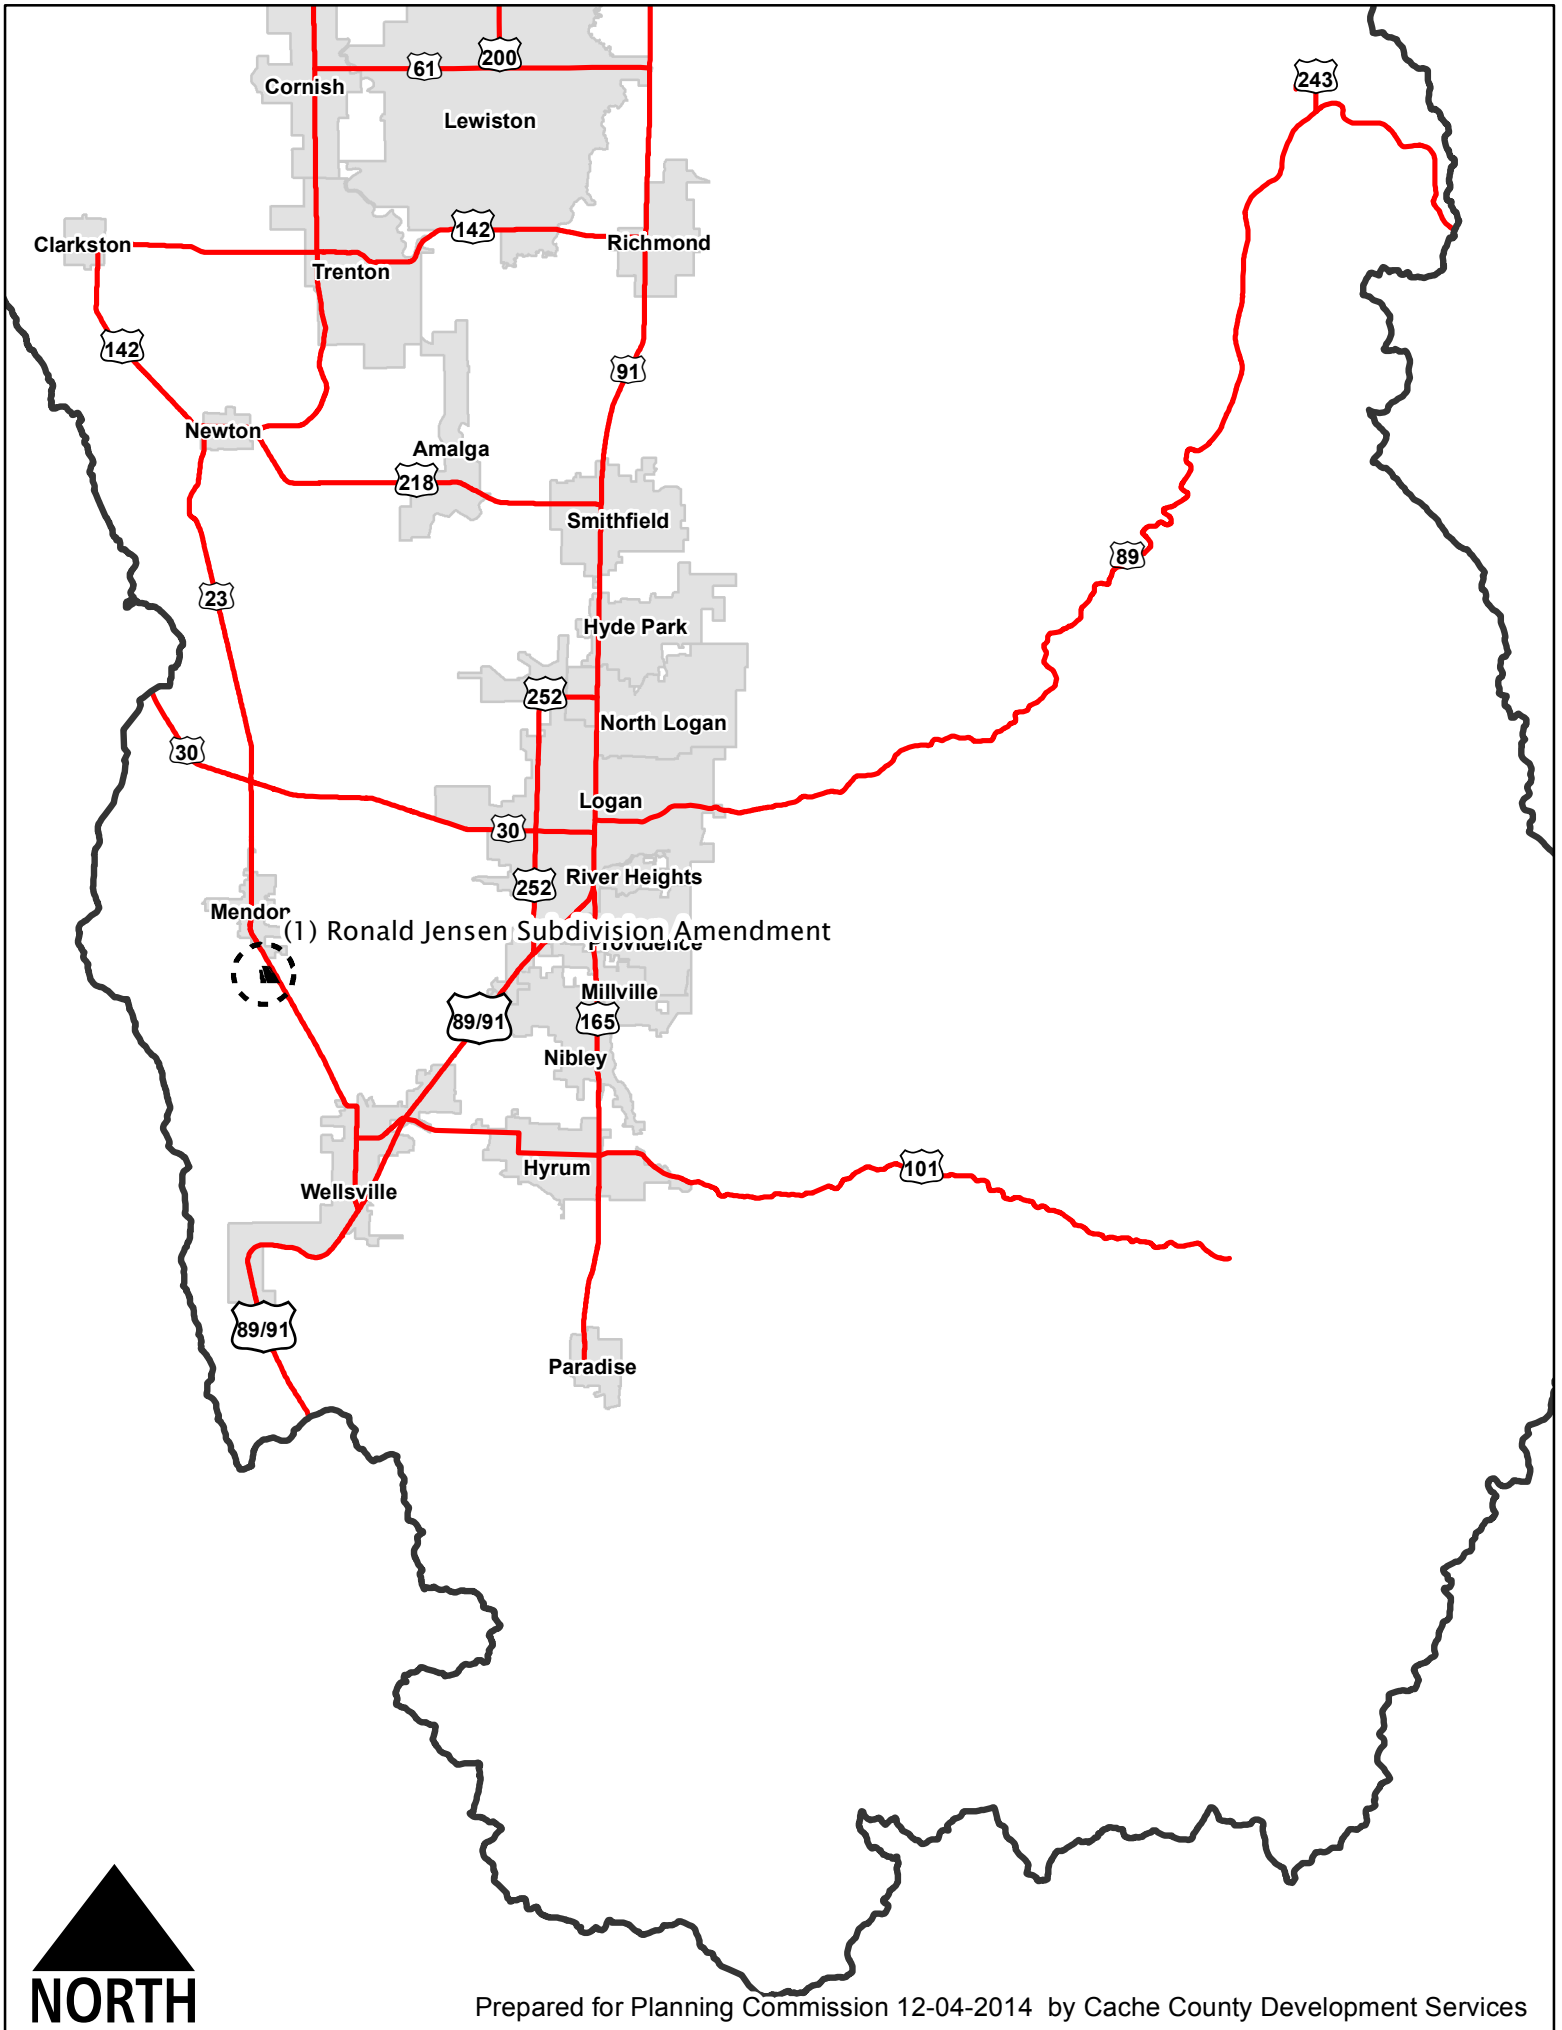 200
61
243
Cornish
Lewiston
142
Clarkston
Richmond
Trenton
142
91
Newton
Amalga
218
Smithfield
89
23
Hyde Park
252
North Logan
30
Logan
30
River Heights
252
Mendon
(1) Ronald Jensen Subdivision Amendment
Providence
Millville
89/91
165
Nibley
Hyrum
101
Wellsville
89/91
Paradise
NORTH
Prepared for Planning Commission 12-04-2014 by Cache County Development Services